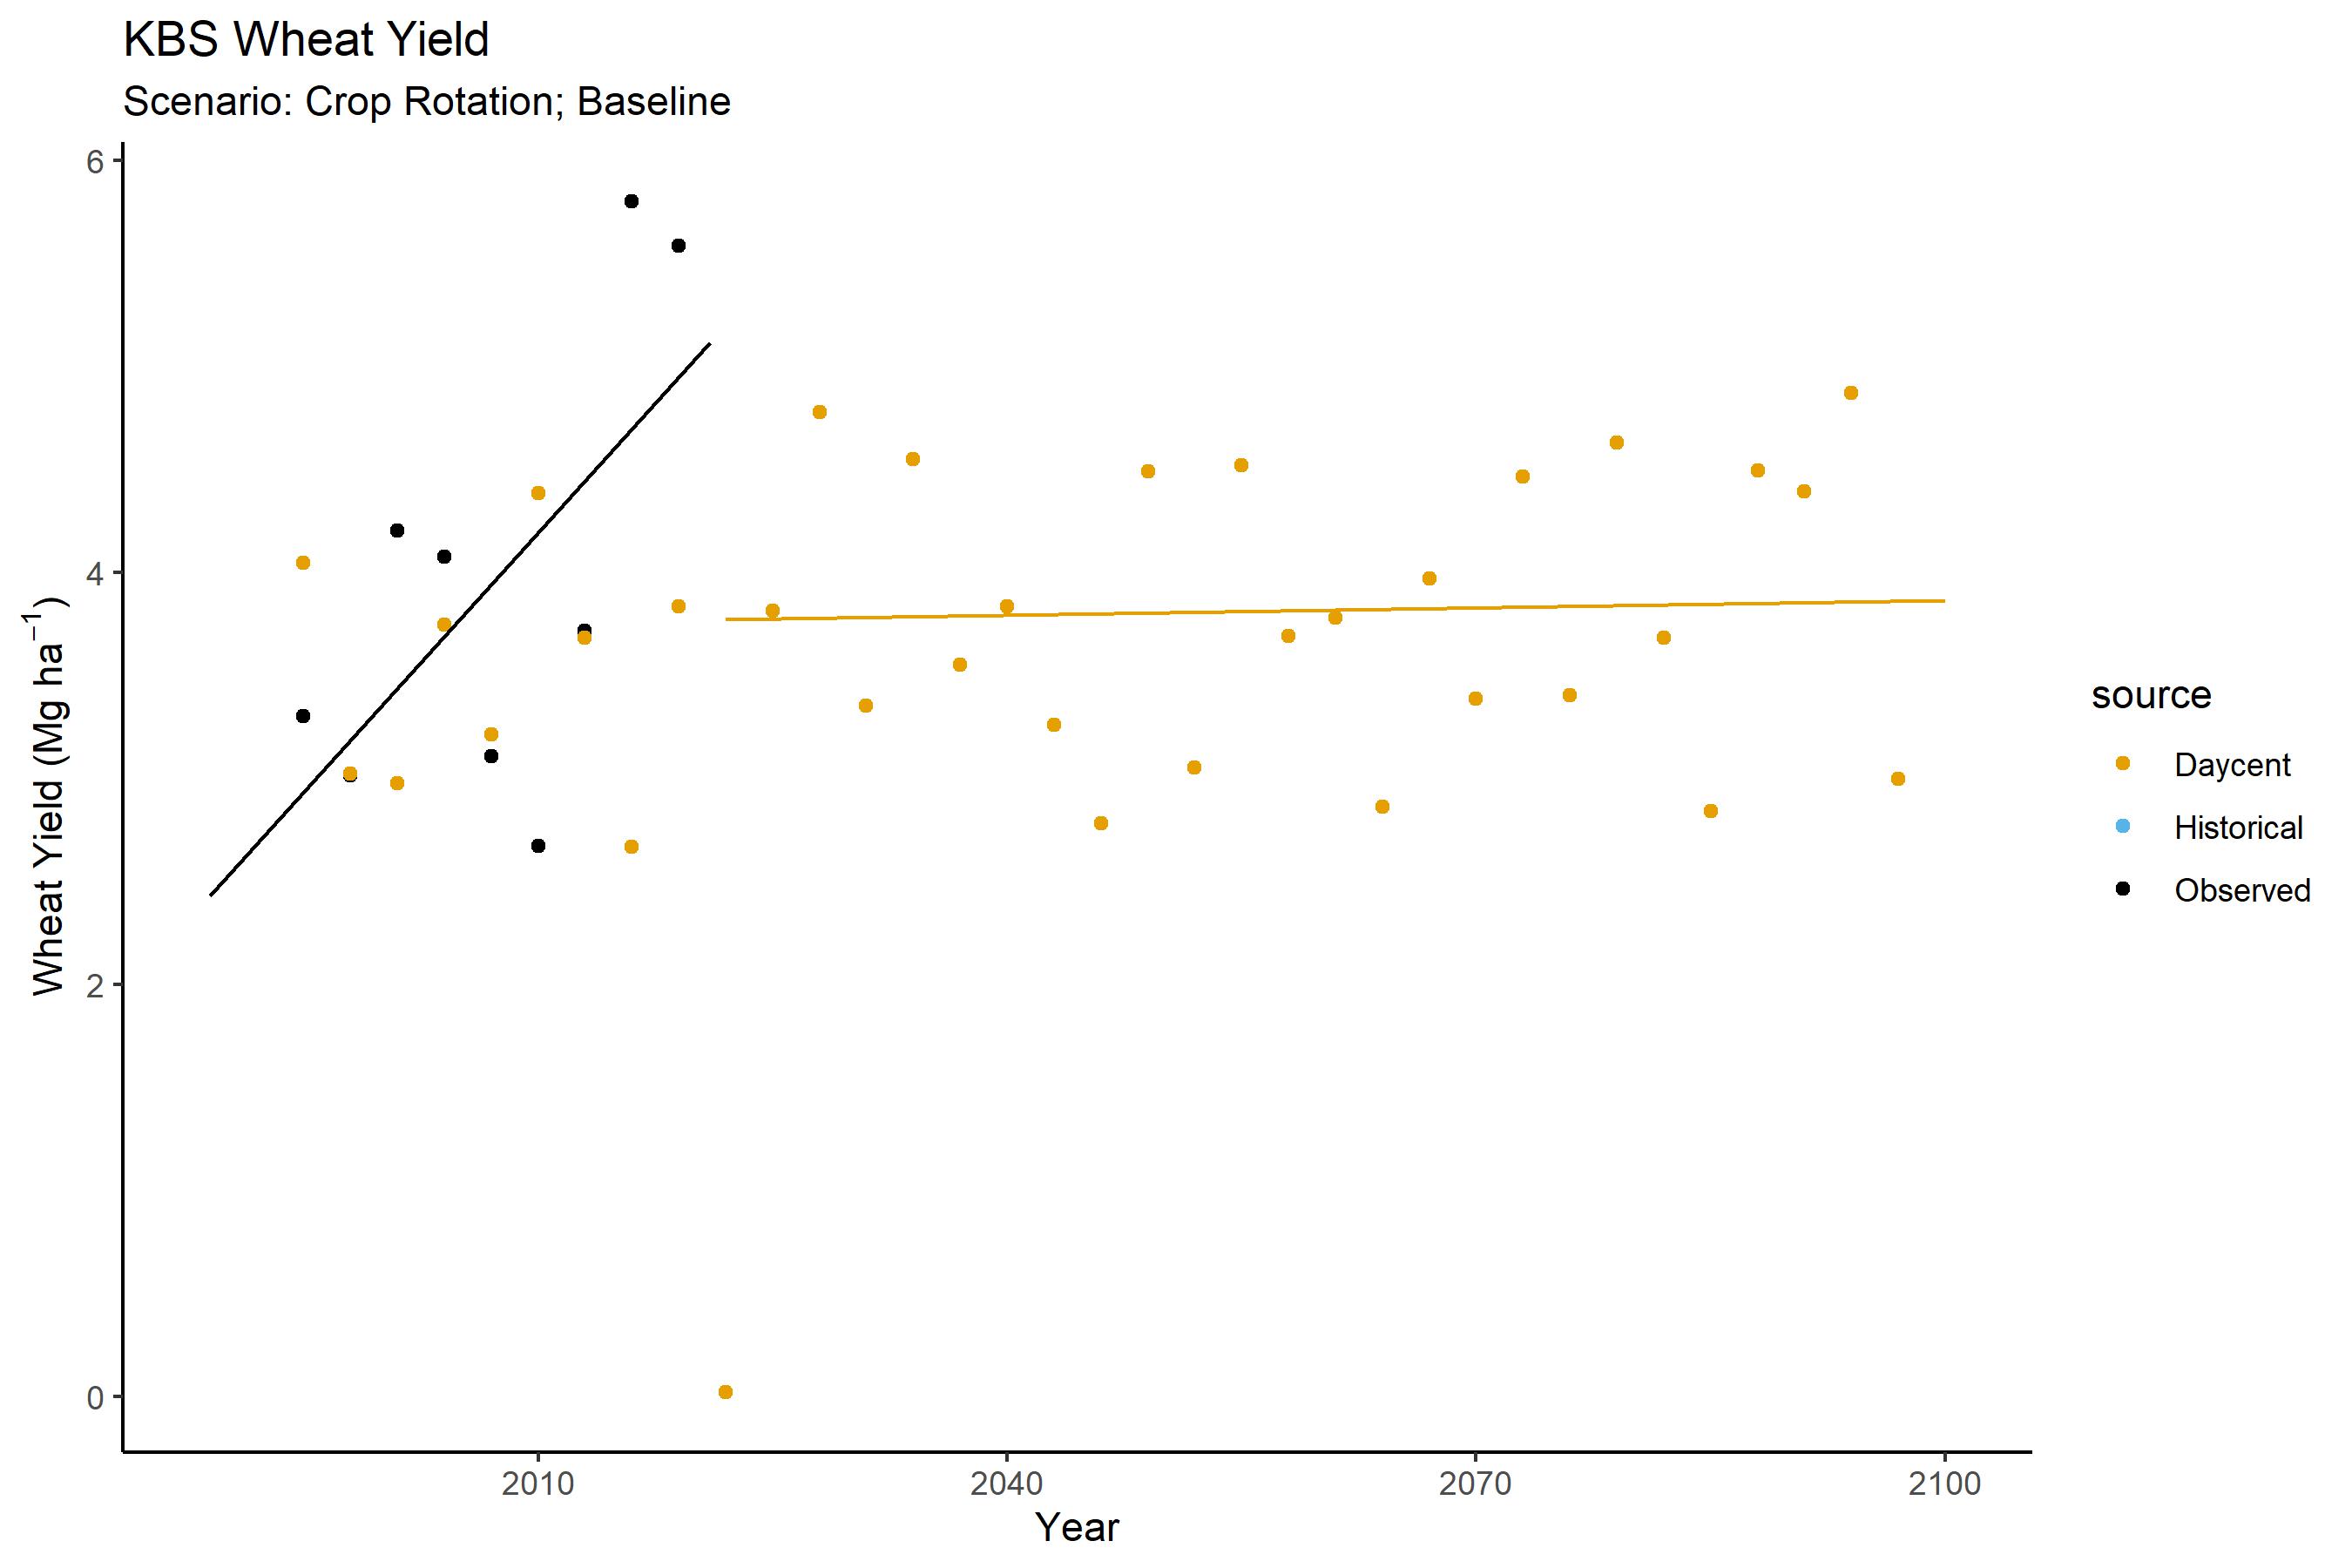 KBS Wheat Yield
Scenario: Crop Rotation; Baseline
6
4
2
0
Wheat Yield (Mg ha⁻¹)
2010 2040 2070 2100
Year
source
Daycent
Historical
Observed